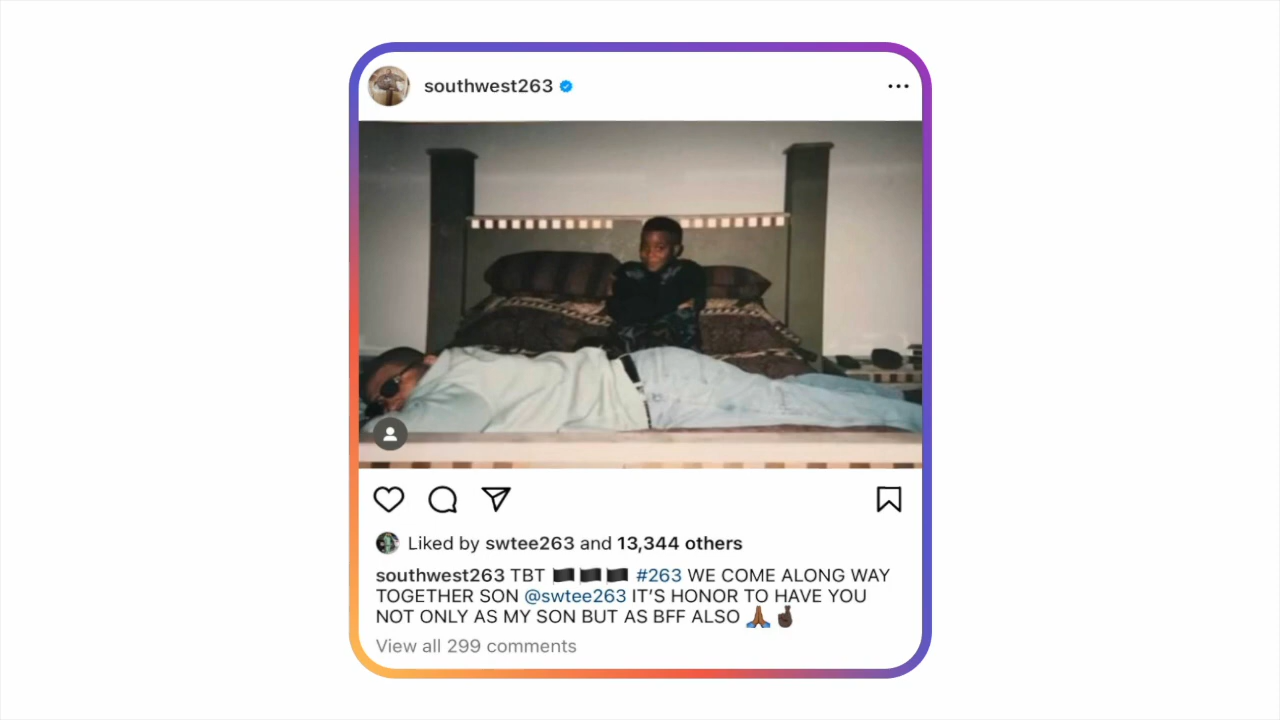 southwest263
Liked by swtee263 and 13,344 others
southwest263 TBT 🏴🏴🏴 #263 WE COME ALONG WAY
TOGETHER SON @swtee263 IT'S HONOR TO HAVE YOU
NOT ONLY AS MY SON BUT AS BFF ALSO 🙏🏾🤞🏿
View all 299 comments